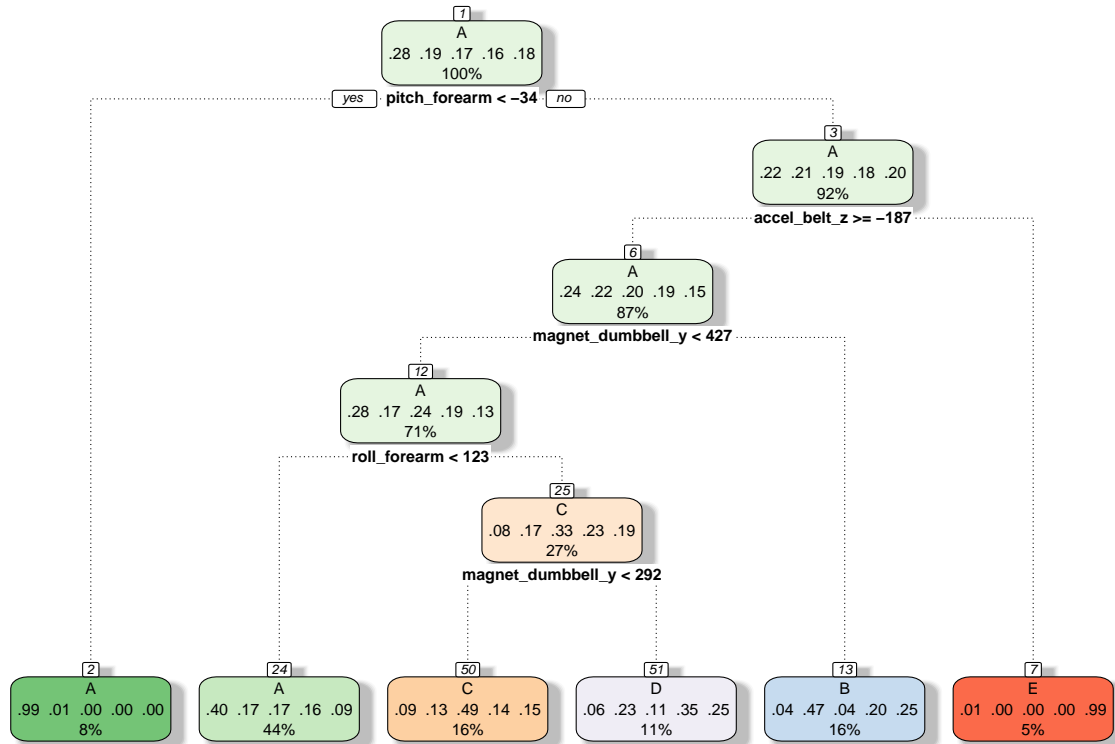 1
A
.28 .19 .17 .16 .18
100%
yes pitch_forearm < −34 no
3
A
.22 .21 .19 .18 .20
92%
accel_belt_z >= −187
6
A
.24 .22 .20 .19 .15
87%
magnet_dumbbell_y < 427
12
A
.28 .17 .24 .19 .13
71%
roll_forearm < 123
25
C
.08 .17 .33 .23 .19
27%
magnet_dumbbell_y < 292
2
A
.99 .01 .00 .00 .00
8%
24
A
.40 .17 .17 .16 .09
44%
50
C
.09 .13 .49 .14 .15
16%
51
D
.06 .23 .11 .35 .25
11%
13
B
.04 .47 .04 .20 .25
16%
7
E
.01 .00 .00 .00 .99
5%